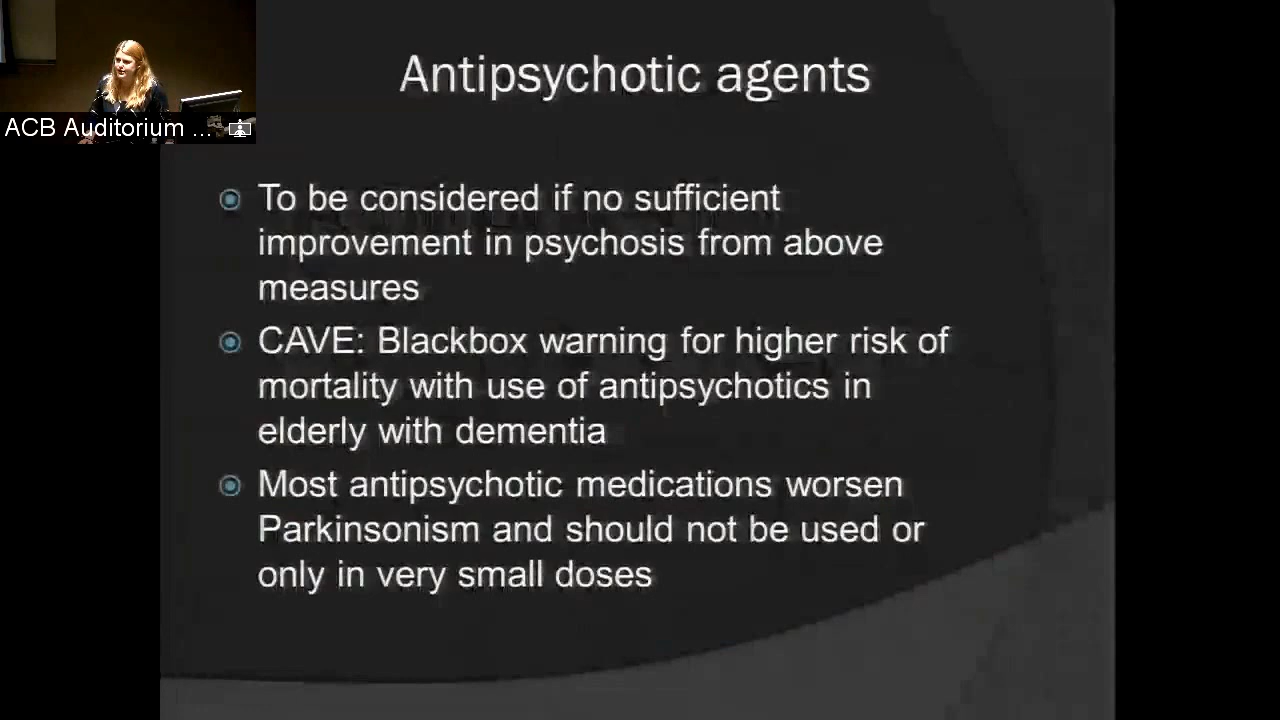 Antipsychotic agents
ACB Auditorium ...
To be considered if no sufficient
improvement in psychosis from above
measures
CAVE: Blackbox warning for higher risk of
mortality with use of antipsychotics in
elderly with dementia
Most antipsychotic medications worsen
Parkinsonism and should not be used or
only in very small doses